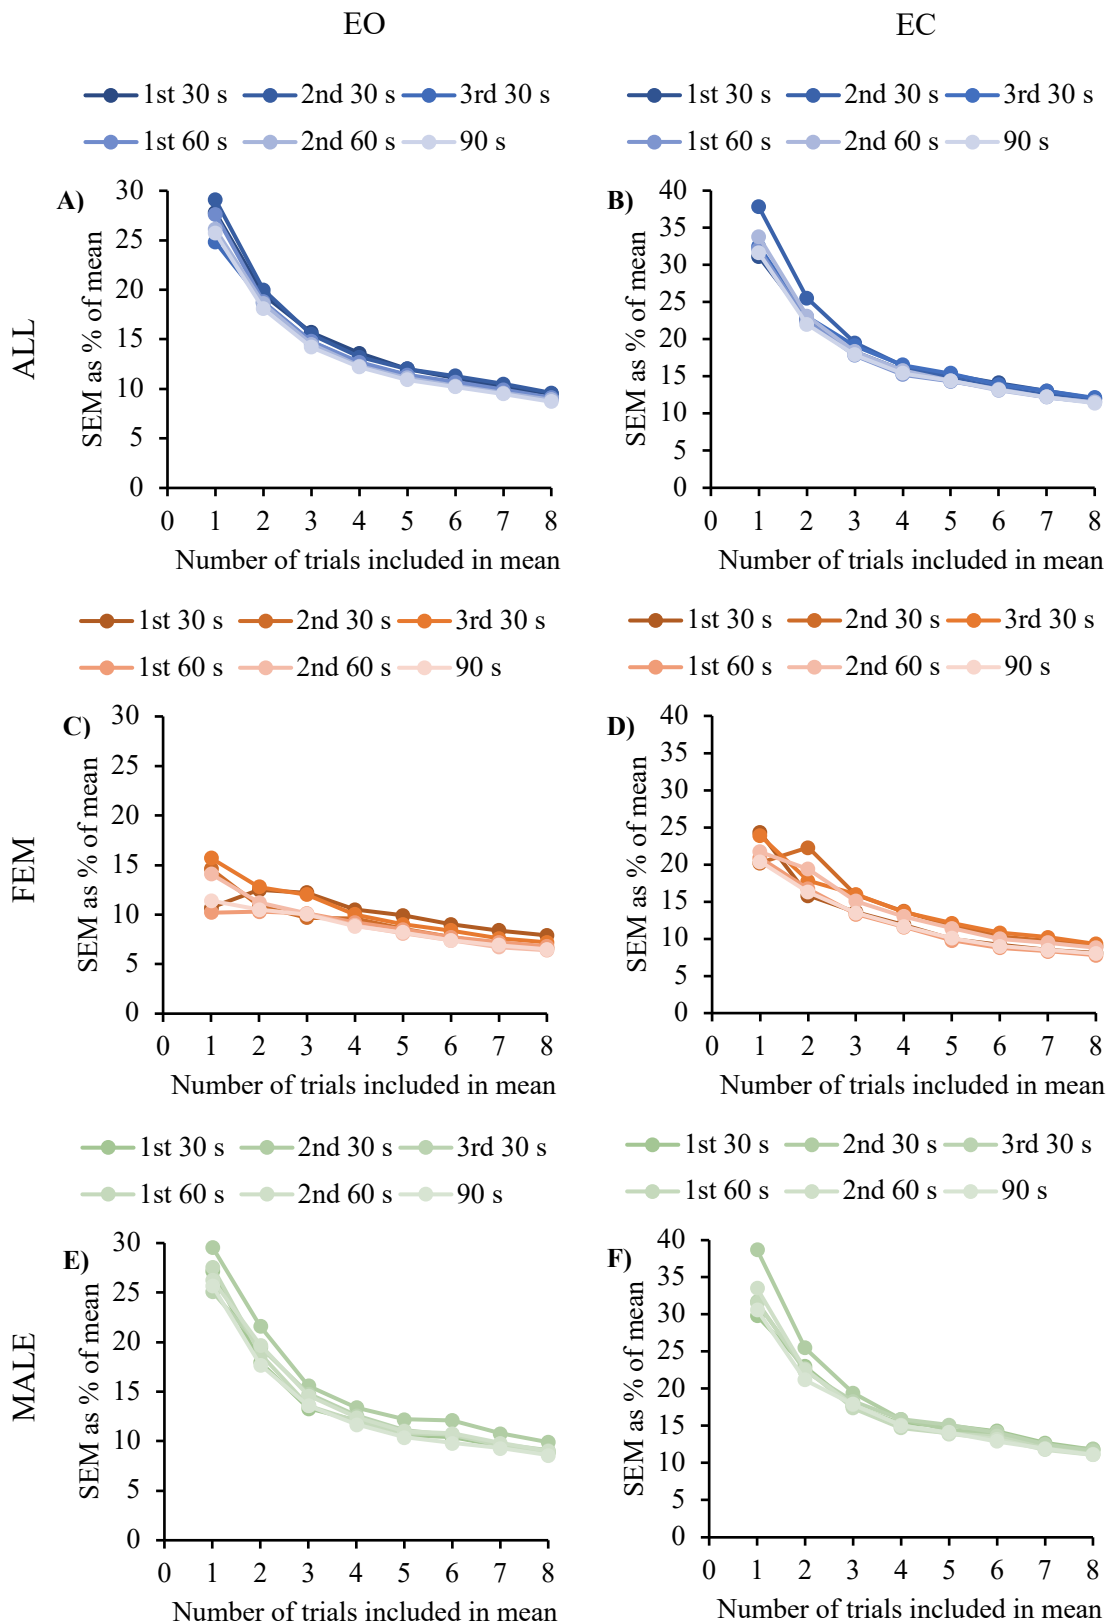 EO EC
1st 30 s 2nd 30 s 3rd 30 s 1st 30 s 2nd 30 s 3rd 30 s
1st 60 s 2nd 60 s 90 s 1st 60 s 2nd 60 s 90 s
ALL
A)
SEM as % of mean
30
25
20
15
10
5
0
0 1 2 3 4 5 6 7 8
Number of trials included in mean
B)
SEM as % of mean
40
35
30
25
20
15
10
5
0
0 1 2 3 4 5 6 7 8
Number of trials included in mean
1st 30 s 2nd 30 s 3rd 30 s 1st 30 s 2nd 30 s 3rd 30 s
1st 60 s 2nd 60 s 90 s 1st 60 s 2nd 60 s 90 s
FEM
C)
SEM as % of mean
30
25
20
15
10
5
0
0 1 2 3 4 5 6 7 8
Number of trials included in mean
D)
SEM as % of mean
40
35
30
25
20
15
10
5
0
0 1 2 3 4 5 6 7 8
Number of trials included in mean
1st 30 s 2nd 30 s 3rd 30 s 1st 30 s 2nd 30 s 3rd 30 s
1st 60 s 2nd 60 s 90 s 1st 60 s 2nd 60 s 90 s
MALE
E)
SEM as % of mean
30
25
20
15
10
5
0
0 1 2 3 4 5 6 7 8
Number of trials included in mean
F)
SEM as % of mean
40
35
30
25
20
15
10
5
0
0 1 2 3 4 5 6 7 8
Number of trials included in mean